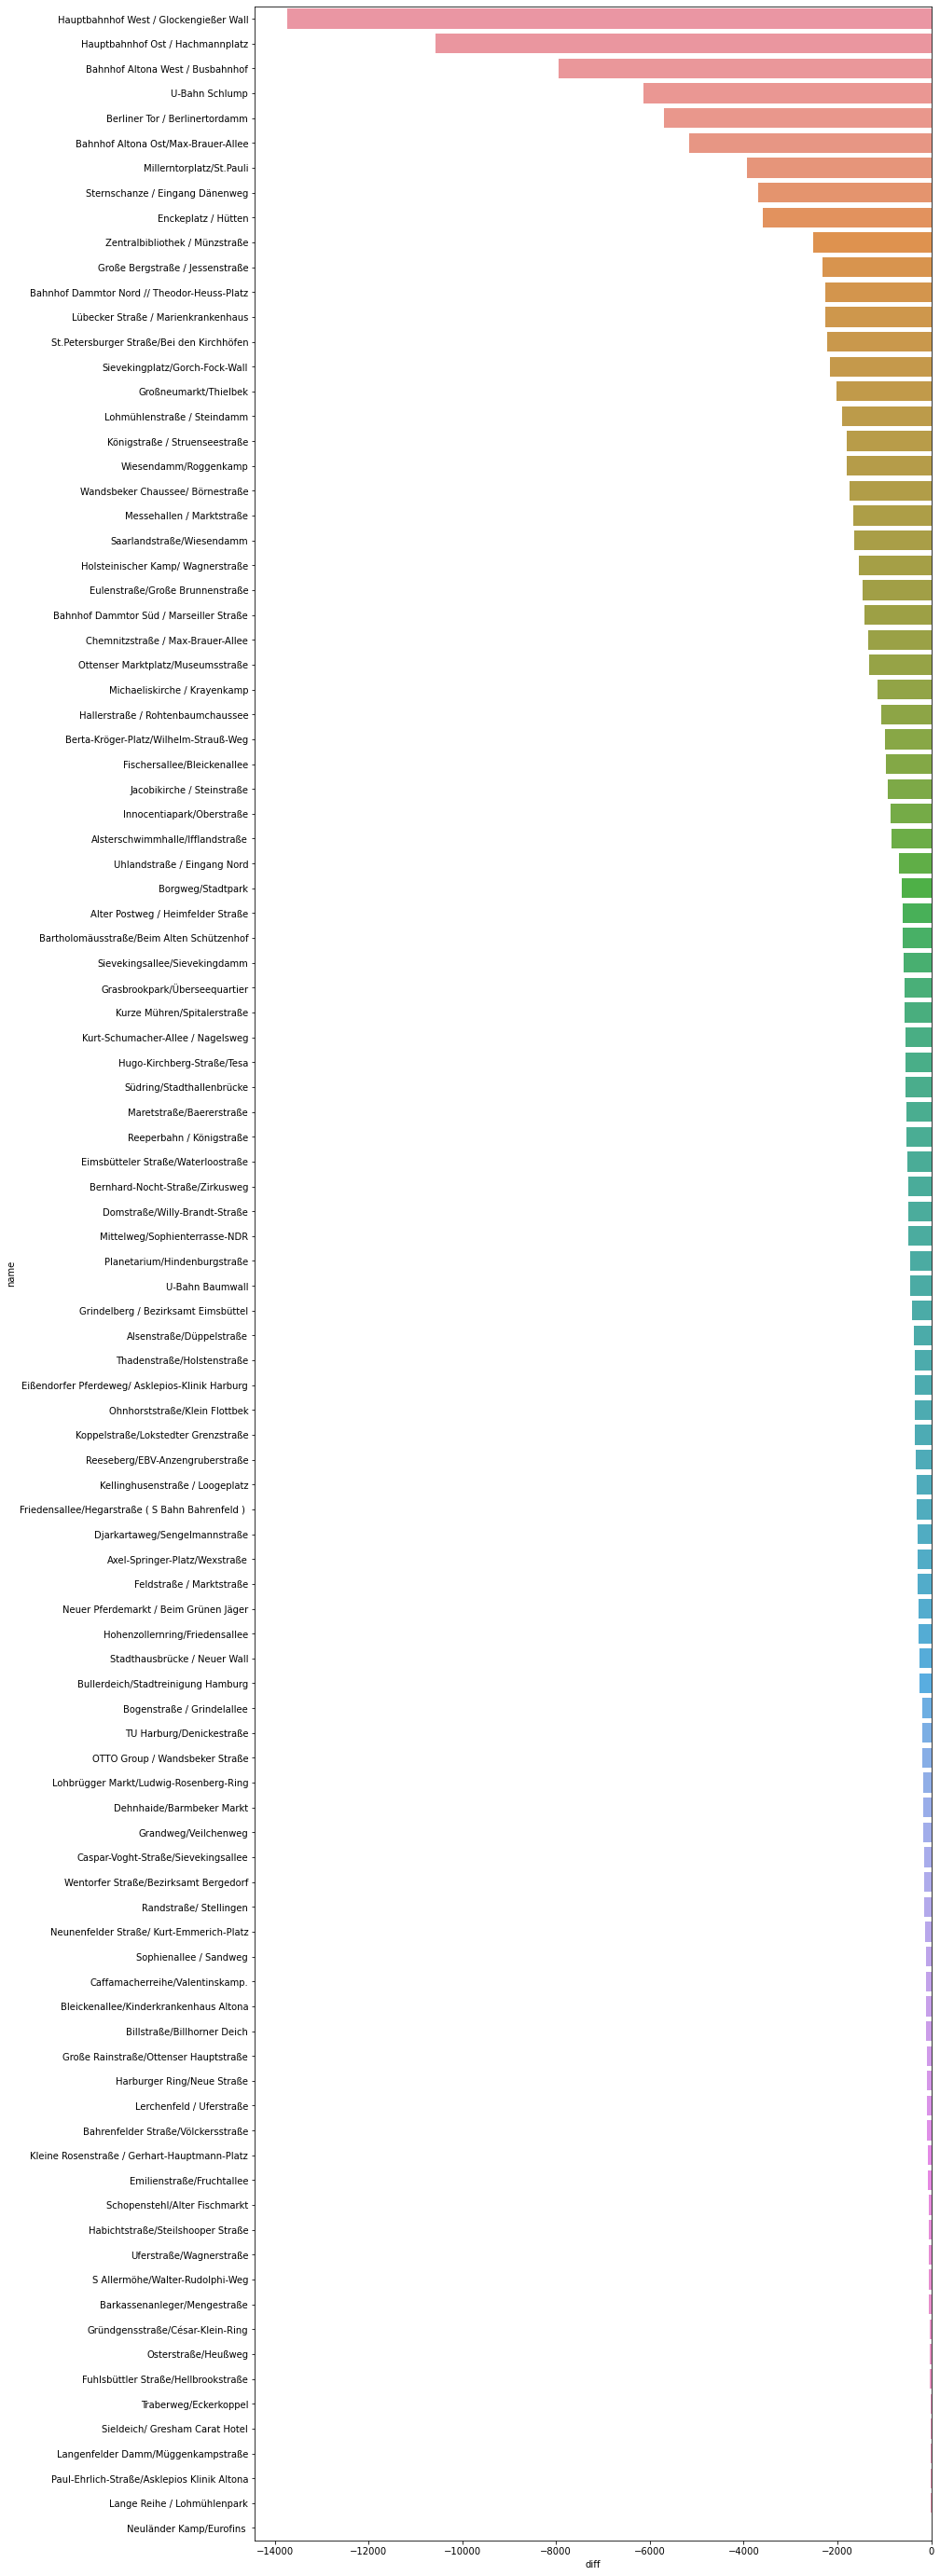 Hauptbahnhof West / Glockengießer Wall
Hauptbahnhof Ost / Hachmannplatz
Bahnhof Altona West / Busbahnhof
U-Bahn Schlump
Berliner Tor / Berlinertordamm
Bahnhof Altona Ost/Max-Brauer-Allee
Millerntorplatz/St.Pauli
Sternschanze / Eingang Dänenweg
Enckeplatz / Hütten
Zentralbibliothek / Münzstraße
Große Bergstraße / Jessenstraße
Bahnhof Dammtor Nord // Theodor-Heuss-Platz
Lübecker Straße / Marienkrankenhaus
St.Petersburger Straße/Bei den Kirchhöfen
Sievekingplatz/Gorch-Fock-Wall
Großneumarkt/Thielbek
Lohmühlenstraße / Steindamm
Königstraße / Struenseestraße
Wiesendamm/Roggenkamp
Wandsbeker Chaussee/ Börnestraße
Messehallen / Marktstraße
Saarlandstraße/Wiesendamm
Holsteinischer Kamp/ Wagnerstraße
Eulenstraße/Große Brunnenstraße
Bahnhof Dammtor Süd / Marseiller Straße
Chemnitzstraße / Max-Brauer-Allee
Ottenser Marktplatz/Museumsstraße
Michaeliskirche / Krayenkamp
Hallerstraße / Rohtenbaumchaussee
Berta-Kröger-Platz/Wilhelm-Strauß-Weg
Fischersallee/Bleickenallee
Jacobikirche / Steinstraße
Innocentiapark/Oberstraße
Alsterschwimmhalle/Ifflandstraße
Uhlandstraße / Eingang Nord
Borgweg/Stadtpark
Alter Postweg / Heimfelder Straße
Bartholomäusstraße/Beim Alten Schützenhof
Sievekingsallee/Sievekingdamm
Grasbrookpark/Überseequartier
Kurze Mühren/Spitalerstraße
Kurt-Schumacher-Allee / Nagelsweg
Hugo-Kirchberg-Straße/Tesa
Südring/Stadthallenbrücke
Maretstraße/Baererstraße
Reeperbahn / Königstraße
Eimsbütteler Straße/Waterloostraße
Bernhard-Nocht-Straße/Zirkusweg
Domstraße/Willy-Brandt-Straße
Mittelweg/Sophienterrasse-NDR
Planetarium/Hindenburgstraße
U-Bahn Baumwall
Grindelberg / Bezirksamt Eimsbüttel
Alsenstraße/Düppelstraße
Thadenstraße/Holstenstraße
Eißendorfer Pferdeweg/ Asklepios-Klinik Harburg
Ohnhorststraße/Klein Flottbek
Koppelstraße/Lokstedter Grenzstraße
Reeseberg/EBV-Anzengruberstraße
Kellinghusenstraße / Loogeplatz
Friedensallee/Hegarstraße ( S Bahn Bahrenfeld )
Djarkartaweg/Sengelmannstraße
Axel-Springer-Platz/Wexstraße
Feldstraße / Marktstraße
Neuer Pferdemarkt / Beim Grünen Jäger
Hohenzollernring/Friedensallee
Stadthausbrücke / Neuer Wall
Bullerdeich/Stadtreinigung Hamburg
Bogenstraße / Grindelallee
TU Harburg/Denickestraße
OTTO Group / Wandsbeker Straße
Lohbrügger Markt/Ludwig-Rosenberg-Ring
Dehnhaide/Barmbeker Markt
Grandweg/Veilchenweg
Caspar-Voght-Straße/Sievekingsallee
Wentorfer Straße/Bezirksamt Bergedorf
Randstraße/ Stellingen
Neunenfelder Straße/ Kurt-Emmerich-Platz
Sophienallee / Sandweg
Caffamacherreihe/Valentinskamp.
Bleickenallee/Kinderkrankenhaus Altona
Billstraße/Billhorner Deich
Große Rainstraße/Ottenser Hauptstraße
Harburger Ring/Neue Straße
Lerchenfeld / Uferstraße
Bahrenfelder Straße/Völckersstraße
Kleine Rosenstraße / Gerhart-Hauptmann-Platz
Emilienstraße/Fruchtallee
Schopenstehl/Alter Fischmarkt
Habichtstraße/Steilshooper Straße
Uferstraße/Wagnerstraße
S Allermöhe/Walter-Rudolphi-Weg
Barkassenanleger/Mengestraße
Gründgensstraße/César-Klein-Ring
Osterstraße/Heußweg
Fuhlsbüttler Straße/Hellbrookstraße
Traberweg/Eckerkoppel
Sieldeich/ Gresham Carat Hotel
Langenfelder Damm/Müggenkampstraße
Paul-Ehrlich-Straße/Asklepios Klinik Altona
Lange Reihe / Lohmühlenpark
Neuländer Kamp/Eurofins
name
−14000 −12000 −10000 −8000 −6000 −4000 −2000 0
diff